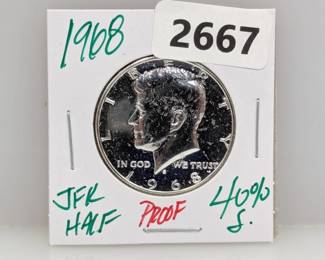 1968
2667
LIBERTY
IN GOD WE TRUST
1968
JFK
HALF
PROOF
40%
S.